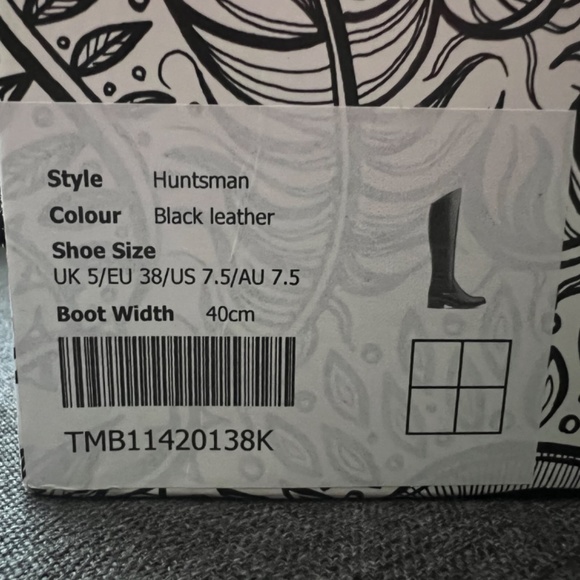 Style Huntsman
Colour Black leather
Shoe Size
UK 5/EU 38/US 7.5/AU 7.5
Boot Width 40cm
TMB11420138K